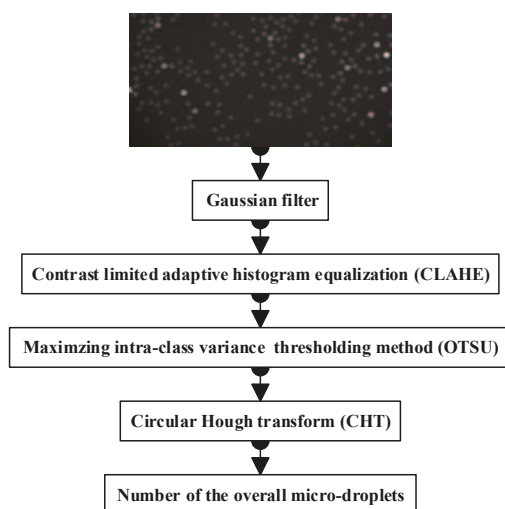 Gaussian filter
Contrast limited adaptive histogram equalization (CLAHE)
Maximzing intra-class variance thresholding method (OTSU)
Circular Hough transform (CHT)
Number of the overall micro-droplets